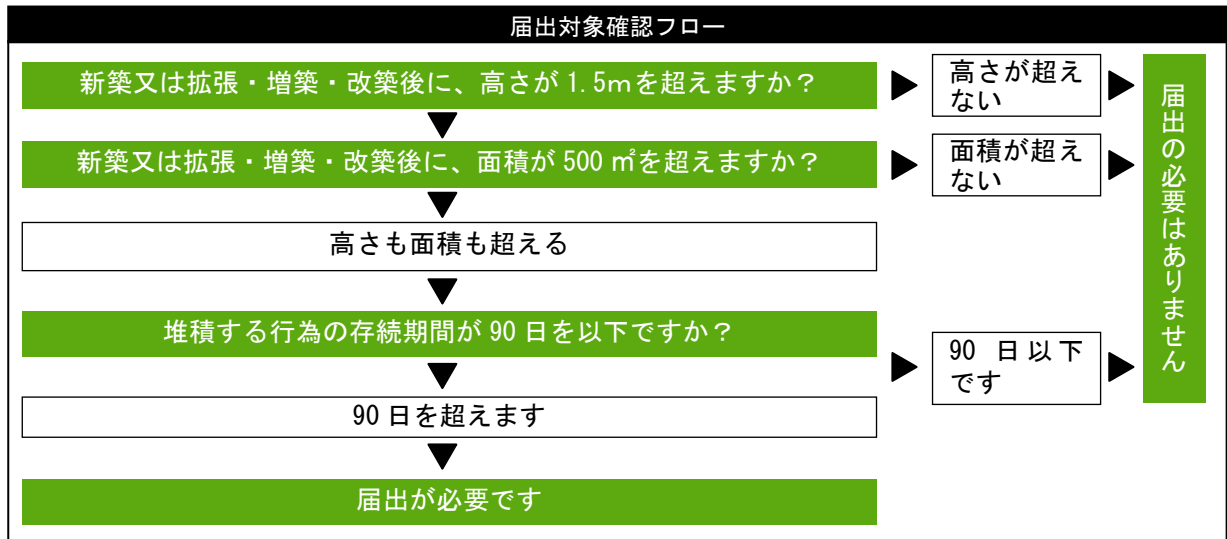 届出対象確認フロー
新築又は拡張・増築・改築後に、高さが 1.5mを超えますか？
高さが超え
ない
新築又は拡張・増築・改築後に、面積が 500 ㎡を超えますか？
面積が超え
ない
高さも面積も超える
堆積する行為の存続期間が 90 日を以下ですか？
90 日以下
です
90 日を超えます
届出が必要です
届出の必要はありません